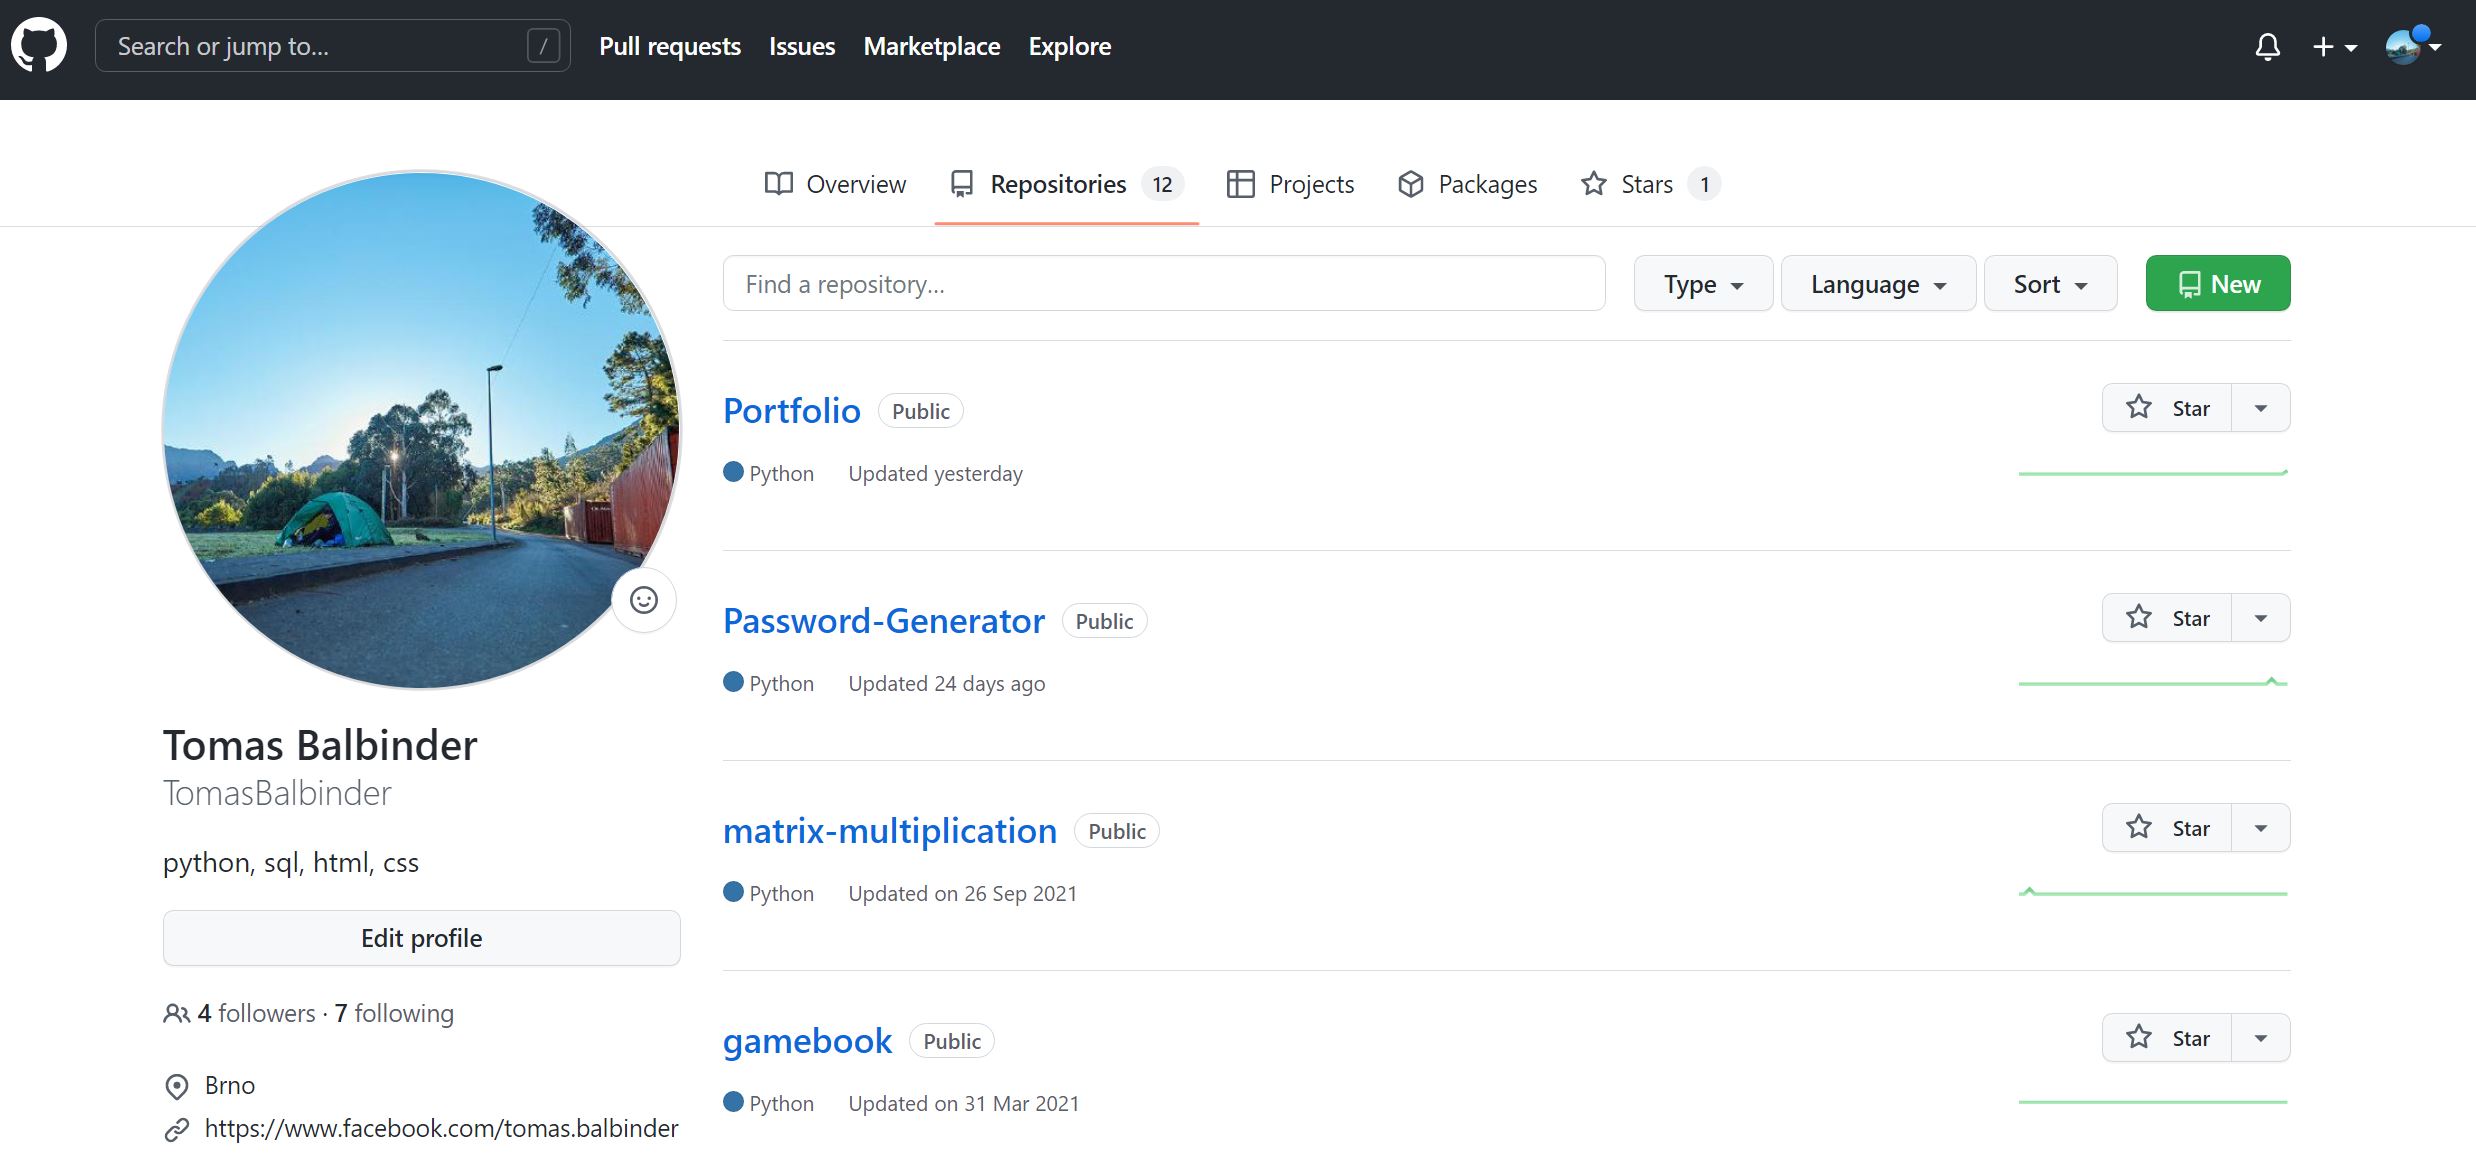 Search or jump to... /
Pull requests Issues Marketplace Explore
Overview Repositories 12 Projects Packages Stars 1
Find a repository...
Type Language Sort New
Portfolio Public Star
Python Updated yesterday
Password-Generator Public Star
Python Updated 24 days ago
matrix-multiplication Public Star
Python Updated on 26 Sep 2021
gamebook Public Star
Python Updated on 31 Mar 2021
Tomas Balbinder
TomasBalbinder
python, sql, html, css
Edit profile
4 followers · 7 following
Brno
https://www.facebook.com/tomas.balbinder